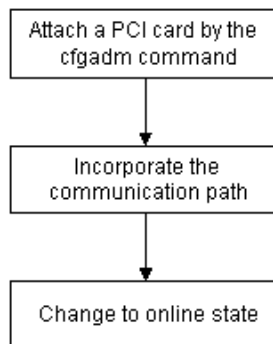 Attach a PCI card by the
cfgadm command
Incorporate the
communication path
Change to online state